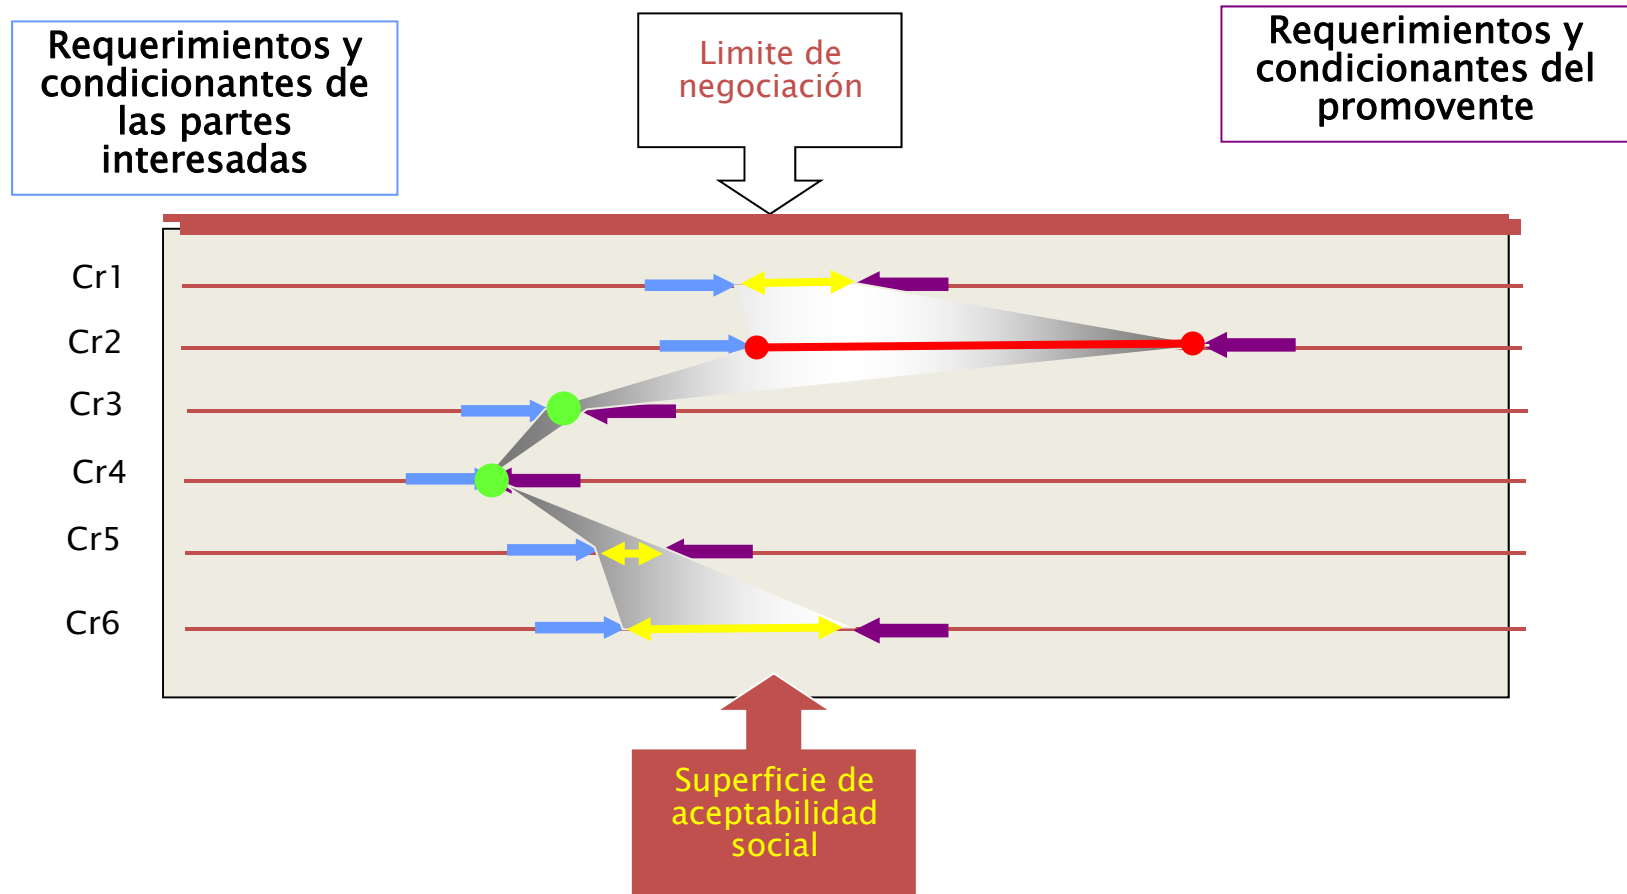 Requerimientos y
condicionantes de
las partes
interesadas
Limite de
negociación
Requerimientos y
condicionantes del
promovente
Cr1
Cr2
Cr3
Cr4
Cr5
Cr6
Superficie de
aceptabilidad
social